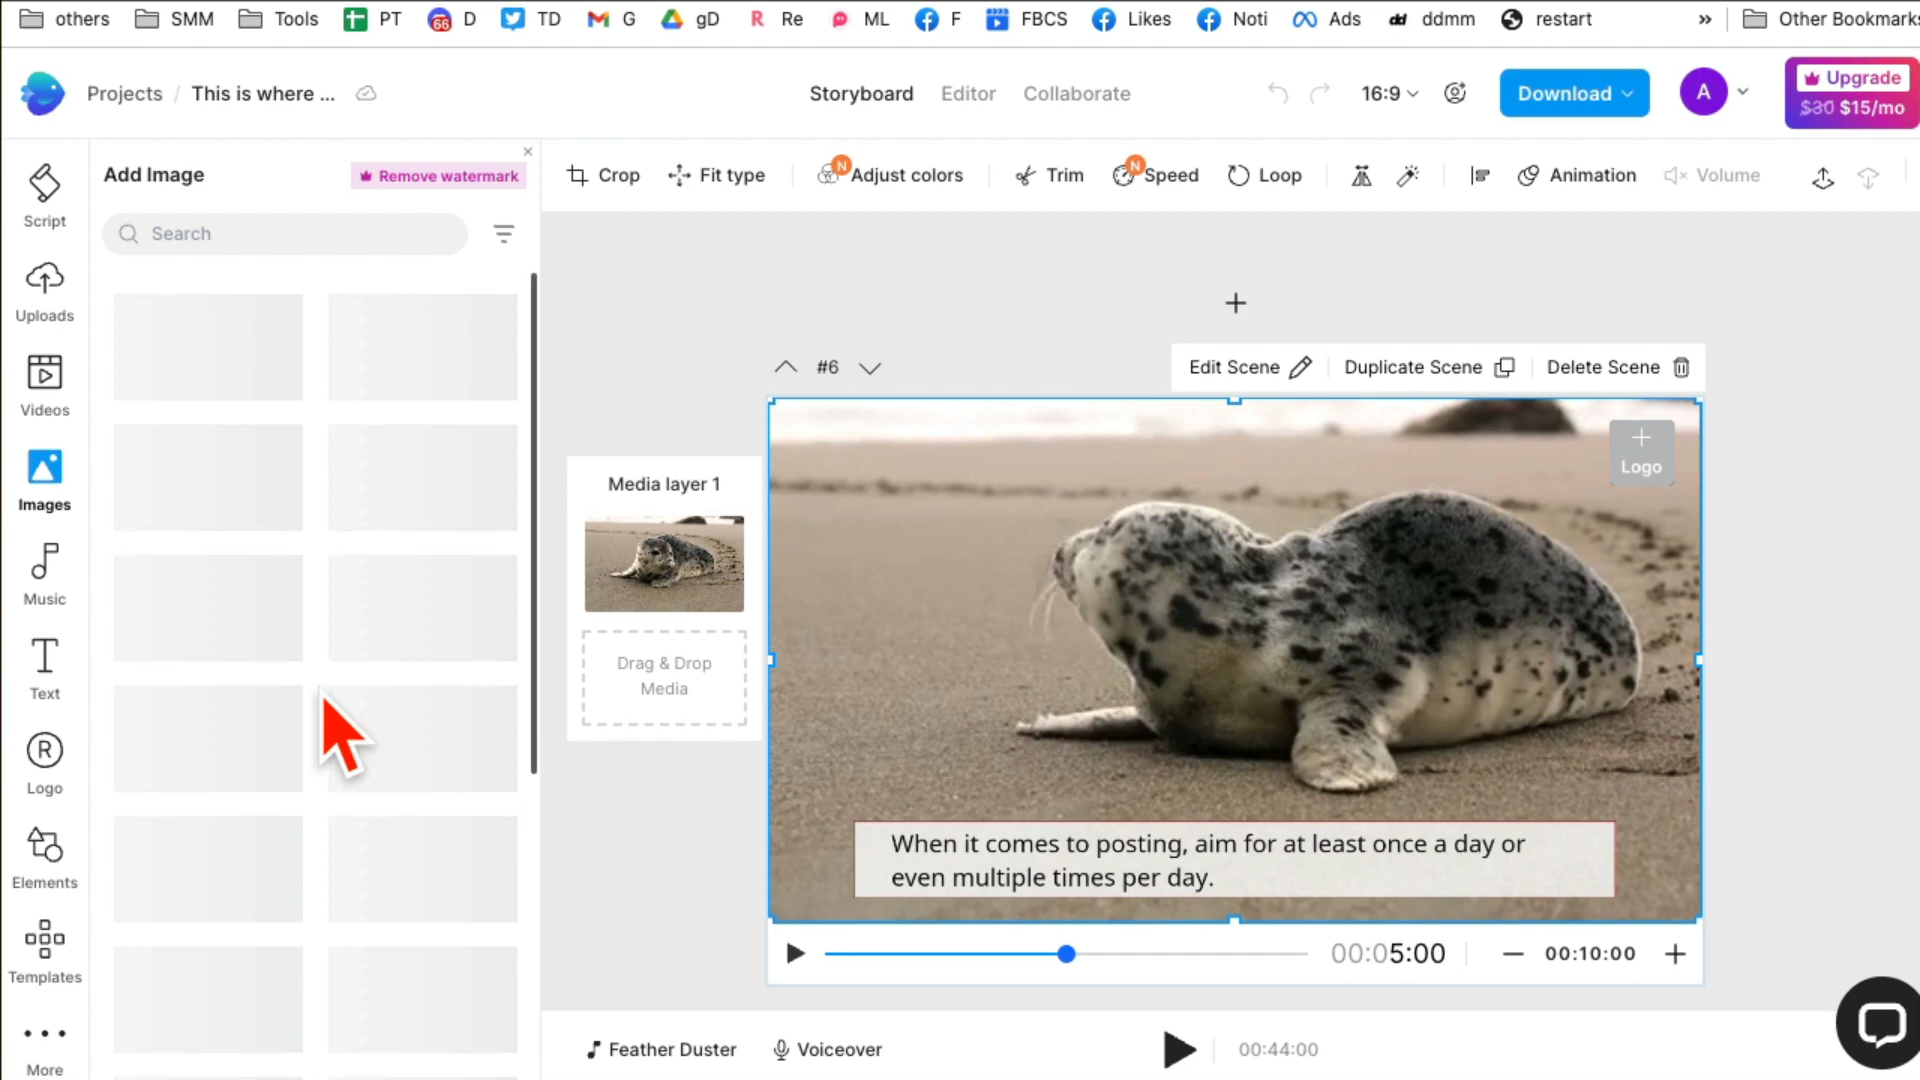 others SMM Tools PT 66 D TD G gD R Re ML F FBCS Likes Noti Ads dd ddmm restart » Other Bookmarks
Projects / This is where ... Storyboard Editor Collaborate 16:9 Download A Upgrade
$30 $15/mo
Add Image Remove watermark Crop Fit type N Adjust colors Trim N Speed Loop Animation Volume
Script
Search
Uploads
#6 Edit Scene Duplicate Scene Delete Scene
Videos
Logo
Media layer 1
Images
Music
Drag & Drop
Media
Text
R
Logo
When it comes to posting, aim for at least once a day or
even multiple times per day.
Elements
00:05:00 00:10:00
Templates
Feather Duster Voiceover 00:44:00
More